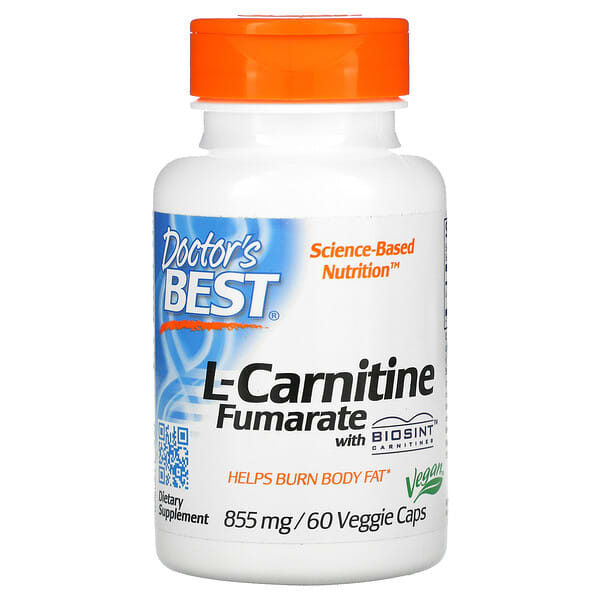 Doctor's
BEST®
Science-Based
Nutrition™
L-Carnitine
Fumarate
with BIOSINT™
CARNITINES
HELPS BURN BODY FAT*
Vegan
Dietary
Supplement
855 mg / 60 Veggie Caps